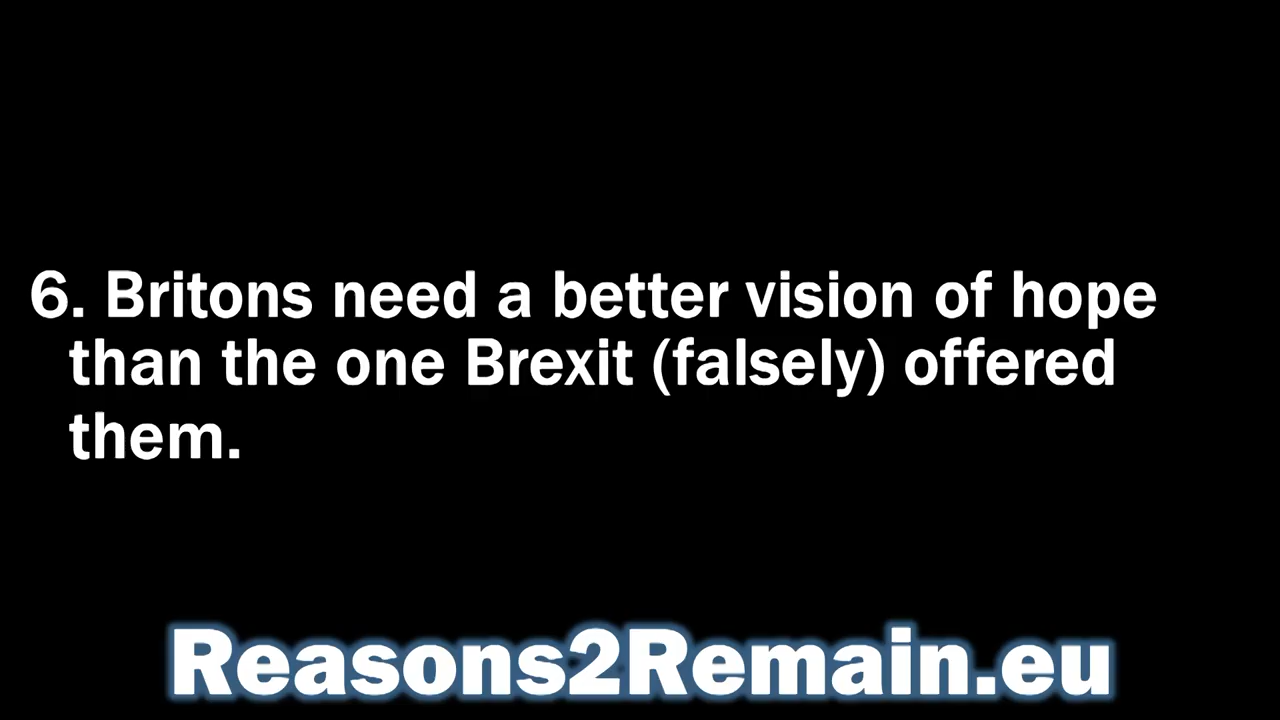 6. Britons need a better vision of hope
than the one Brexit (falsely) offered
them.
Reasons2Remain.eu